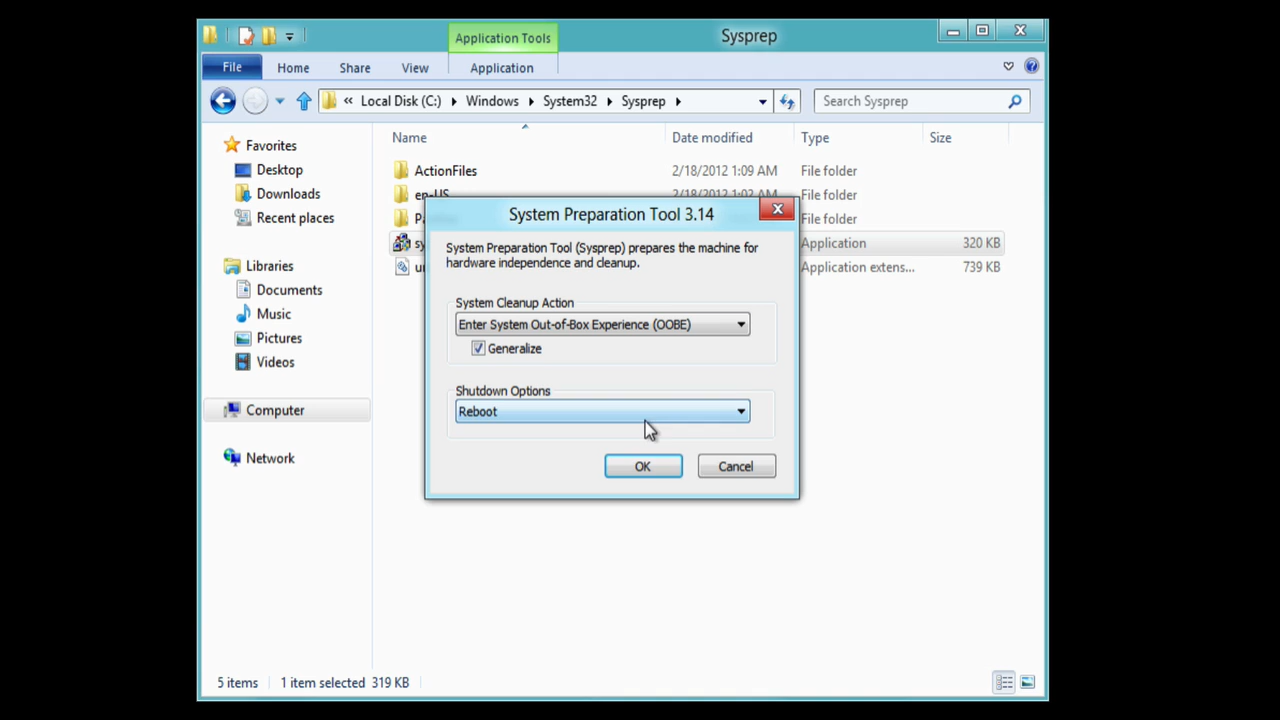 Application Tools
Sysprep
File
Home
Share
View
Application
« Local Disk (C:) Windows System32 Sysprep
Search Sysprep
Name
Date modified
Type
Size
Favorites
Desktop
Downloads
Recent places
Libraries
Documents
Music
Pictures
Videos
Computer
Network
ActionFiles 2/18/2012 1:09 AM File folder
en-US 2/18/2012 1:02 AM File folder
File folder
Application 320 KB
Application extens... 739 KB
System Preparation Tool 3.14
System Preparation Tool (Sysprep) prepares the machine for
hardware independence and cleanup.
System Cleanup Action
Enter System Out-of-Box Experience (OOBE)
Generalize
Shutdown Options
Reboot
OK
Cancel
5 items
1 item selected 319 KB